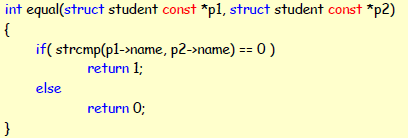 int equal(struct student const *p1, struct student const *p2)
{
if( strcmp(p1->name, p2->name) == 0 )
return 1;
else
return 0;
}